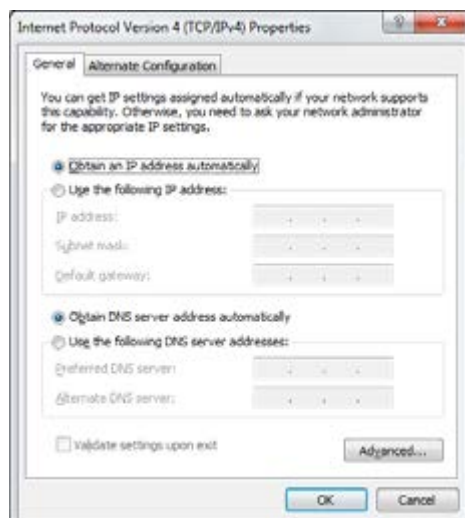 Internet Protocol Version 4 (TCP/IPv4) Properties
General
Alternate Configuration
You can get IP settings assigned automatically if your network supports
this capability. Otherwise, you need to ask your network administrator
for the appropriate IP settings.
Obtain an IP address automatically
Use the following IP address:
IP address:
Subnet mask:
Default gateway:
Obtain DNS server address automatically
Use the following DNS server addresses:
Preferred DNS server:
Alternate DNS server:
Validate settings upon exit
Advanced...
OK
Cancel